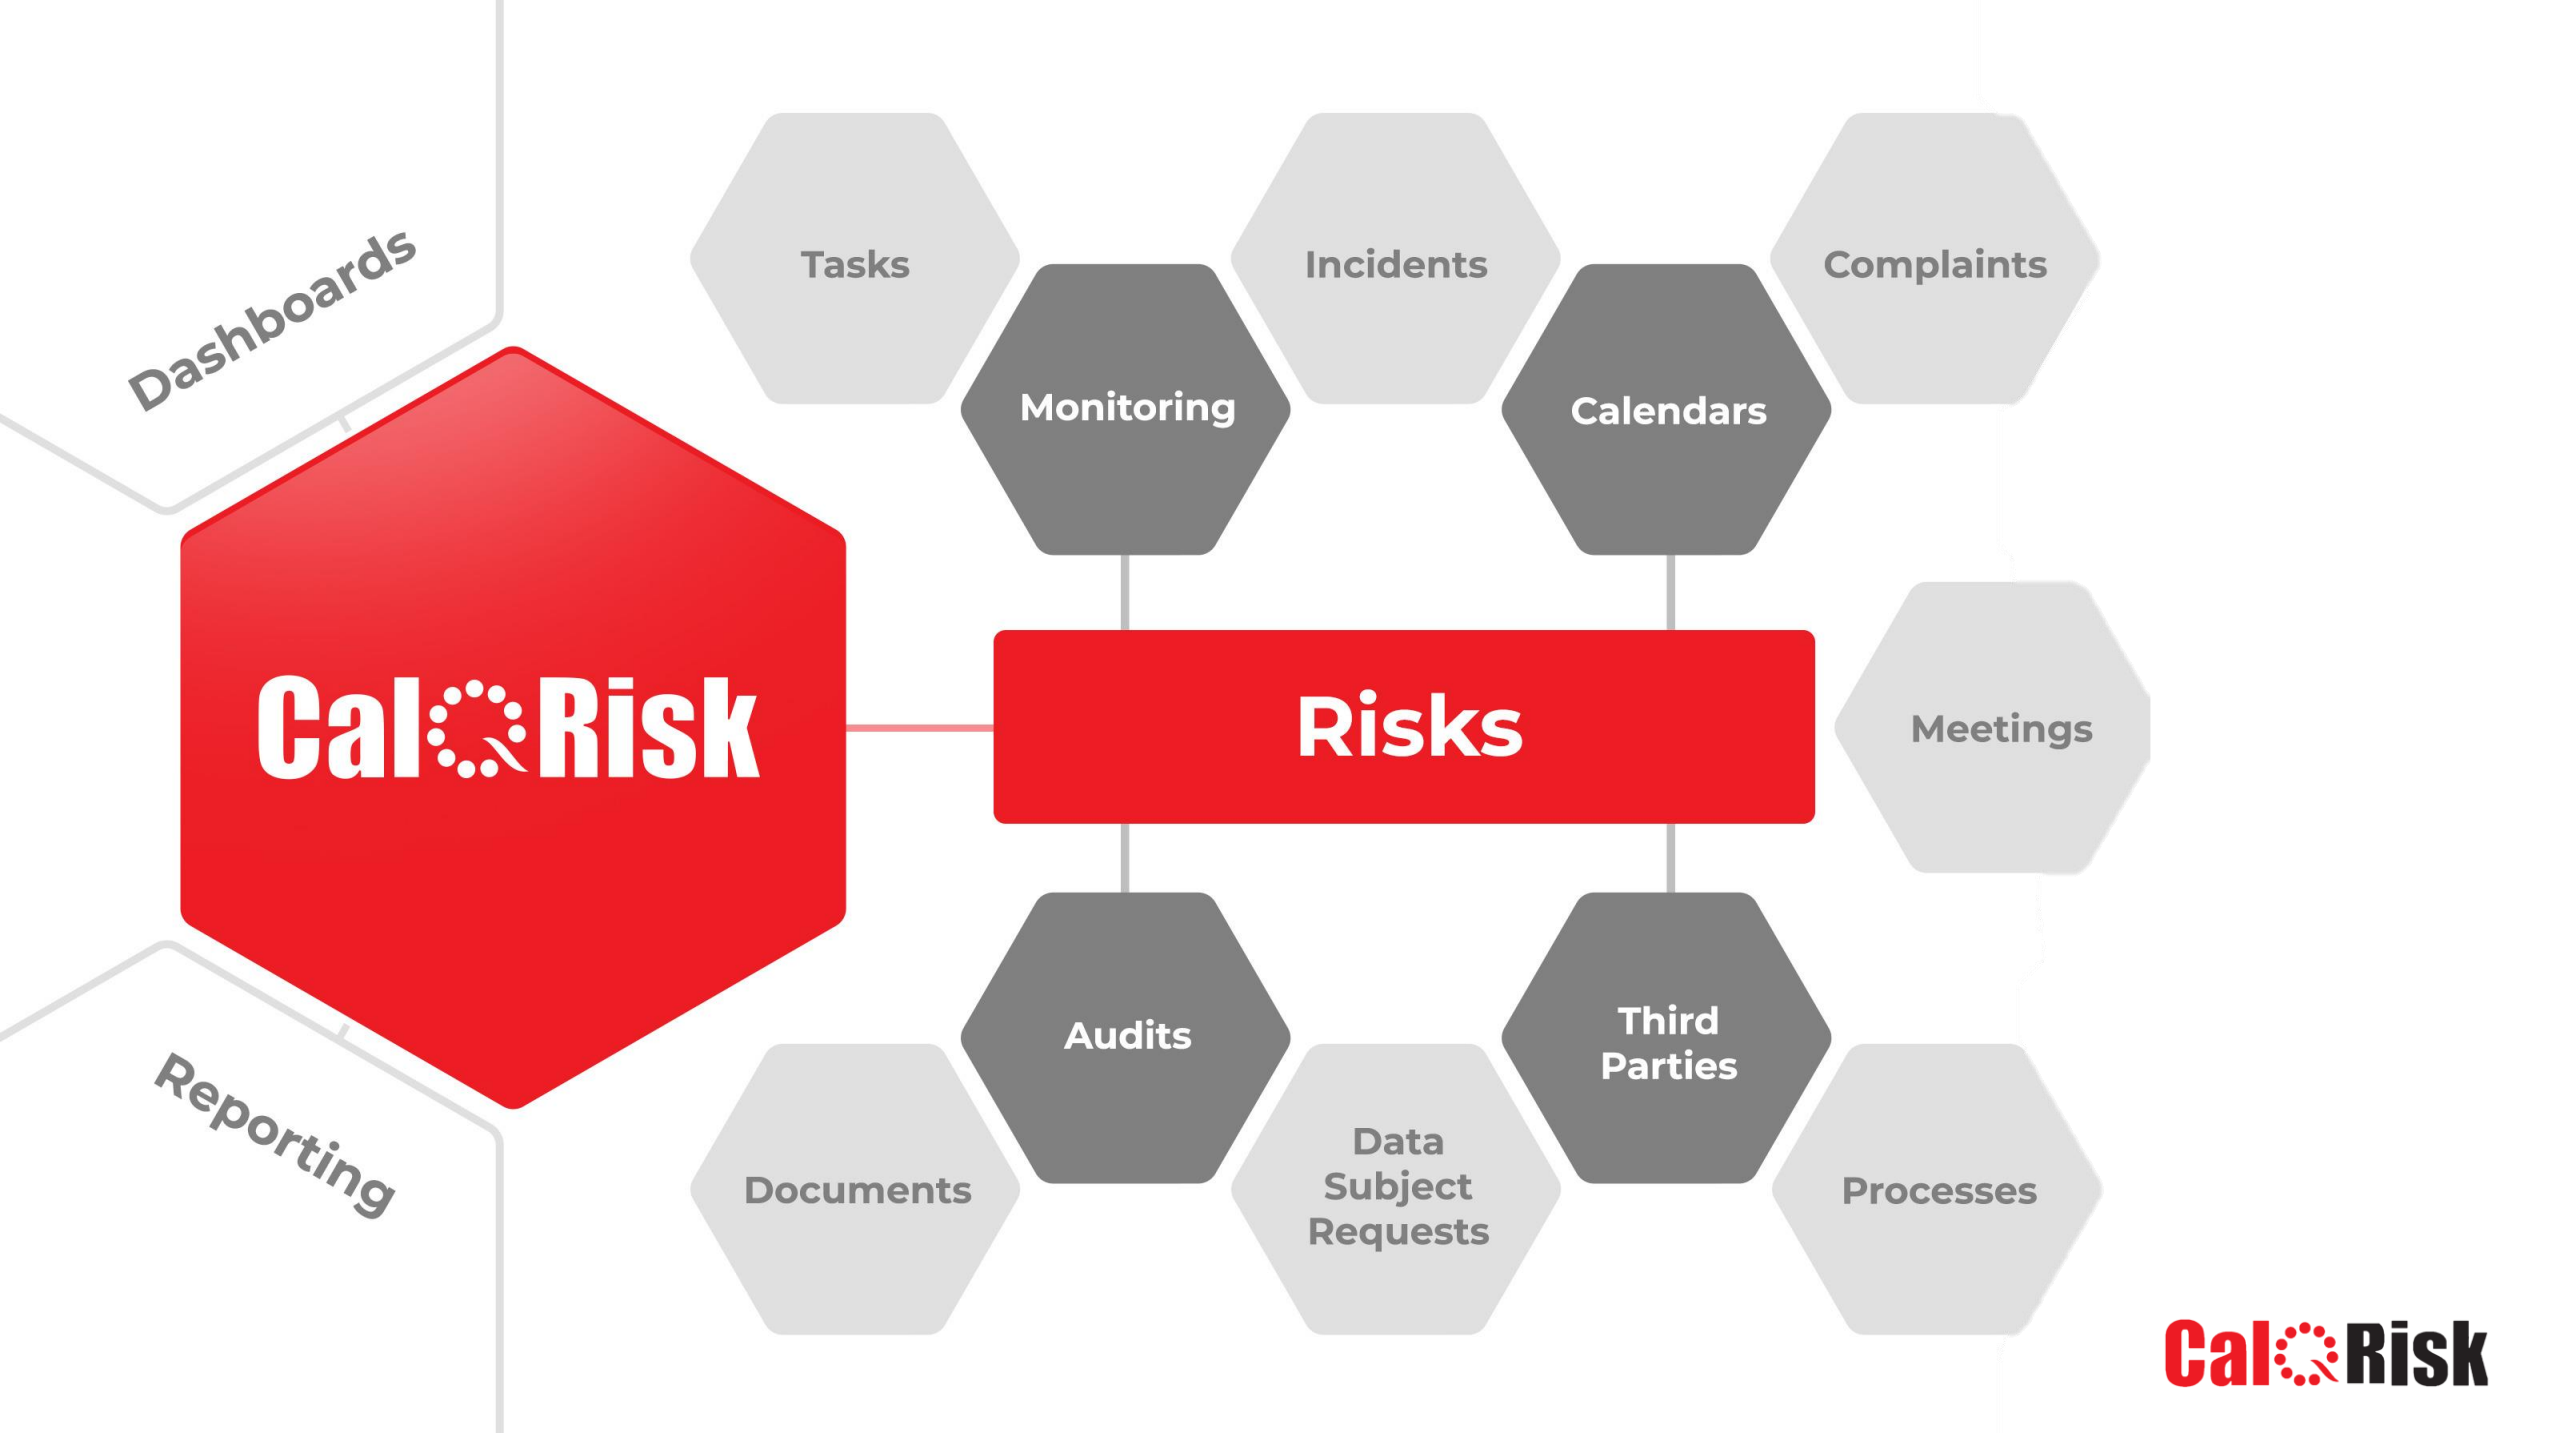 Dashboards
Tasks
Incidents
Complaints
Monitoring
Calendars
CalQRisk
Risks
Meetings
Audits
Third
Parties
Reporting
Documents
Data
Subject
Requests
Processes
CalQRisk